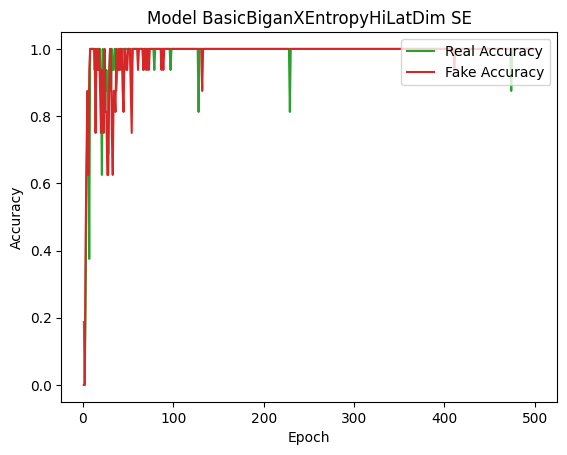 Model BasicBiganXEntropyHiLatDim SE
Real Accuracy
Fake Accuracy
Accuracy
1.0
0.8
0.6
0.4
0.2
0.0
0 100 200 300 400 500
Epoch